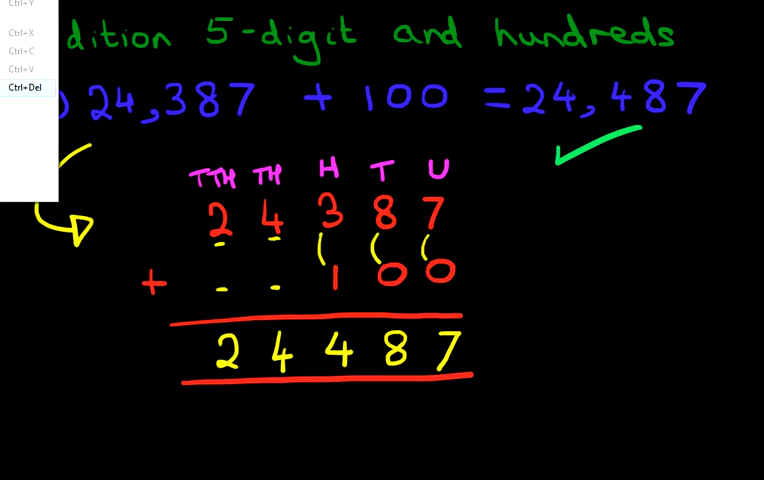 Ctrl+Y
Ctrl+X
Ctrl+C
Ctrl+V
Ctrl+Del
dition 5-digit and hundreds
) 24,387 + 100 = 24,487
TTH TH H T U
2 4 3 8 7
+ - - 1 0 0
2 4 4 8 7